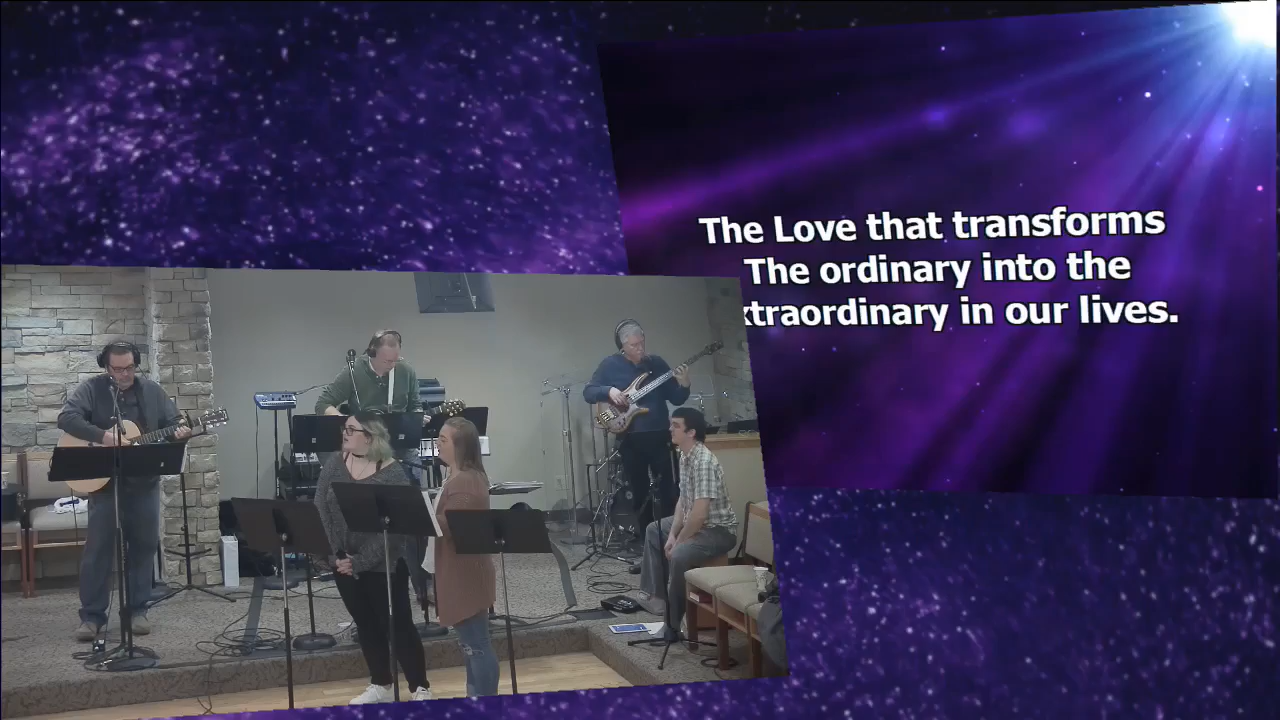 The Love that transforms
The ordinary into the
xtraordinary in our lives.